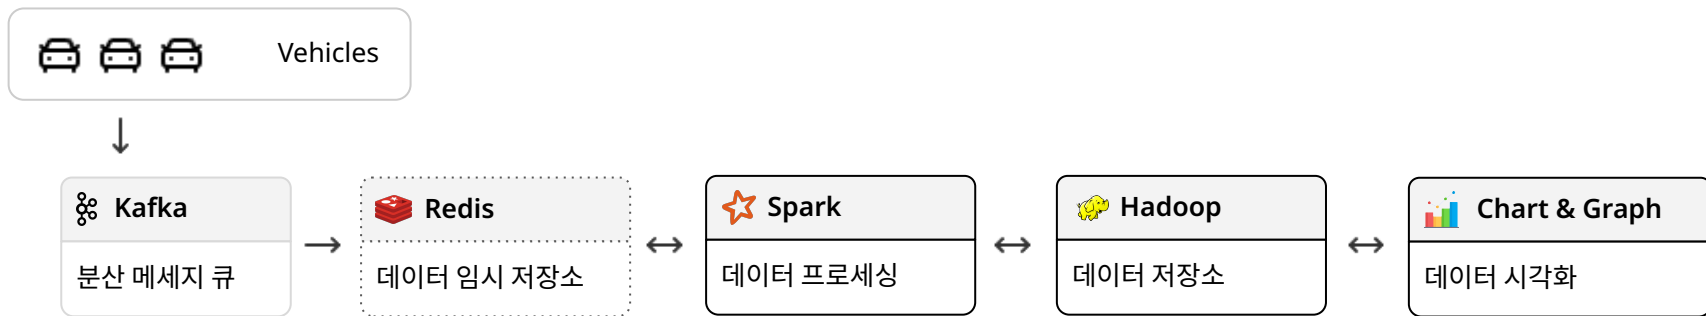 Vehicles
Kafka
분산 메세지 큐
Redis
데이터 임시 저장소
Spark
데이터 프로세싱
Hadoop
데이터 저장소
Chart & Graph
데이터 시각화